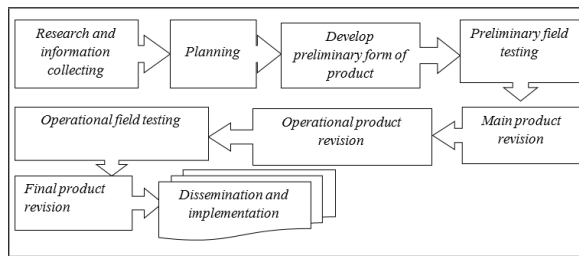 Research and
information
collecting
Planning
Develop
preliminary form of
product
Preliminary field
testing
Main product
revision
Operational product
revision
Operational field testing
Final product
revision
Dissemination and
implementation